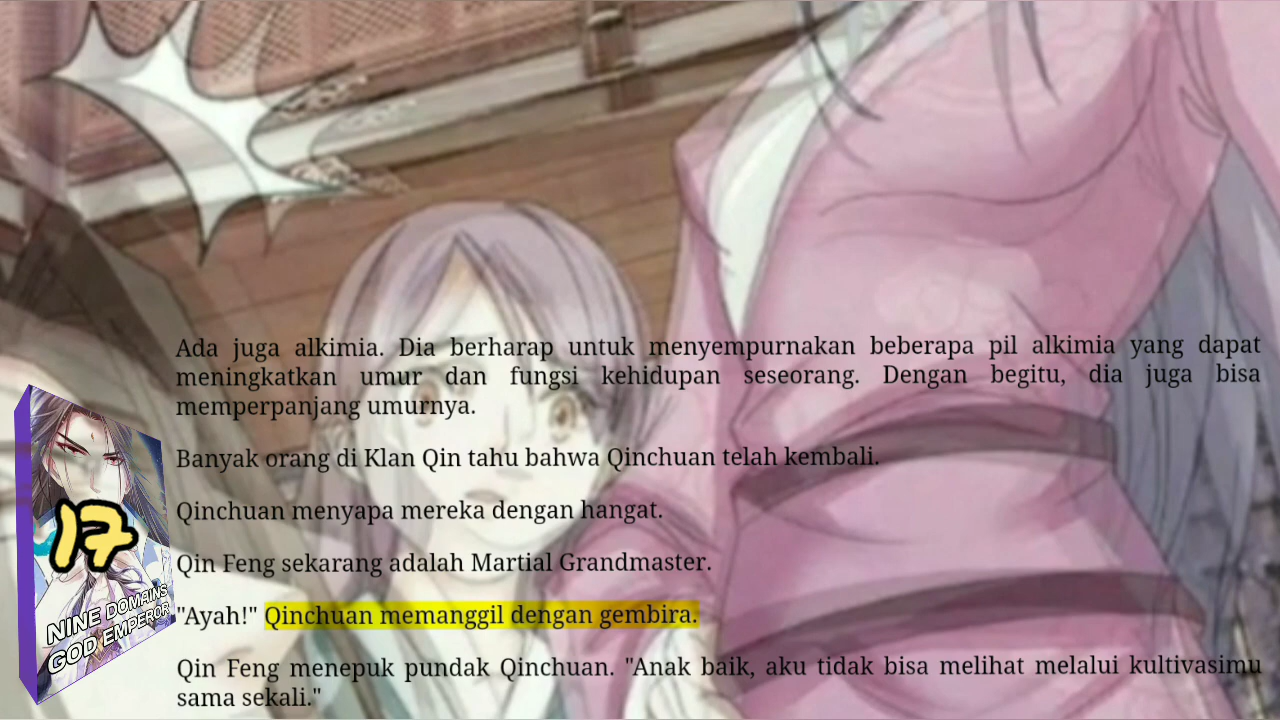 Ada juga alkimia. Dia berharap untuk menyempurnakan beberapa pil alkimia yang dapat
meningkatkan umur dan fungsi kehidupan seseorang. Dengan begitu, dia juga bisa
memperpanjang umurnya.
Banyak orang di Klan Qin tahu bahwa Qinchuan telah kembali.
Qinchuan menyapa mereka dengan hangat.
Qin Feng sekarang adalah Martial Grandmaster.
"Ayah!" Qinchuan memanggil dengan gembira.
Qin Feng menepuk pundak Qinchuan. "Anak baik, aku tidak bisa melihat melalui kultivasimu
sama sekali."
17
NINE DOMAINS
GOD EMPEROR